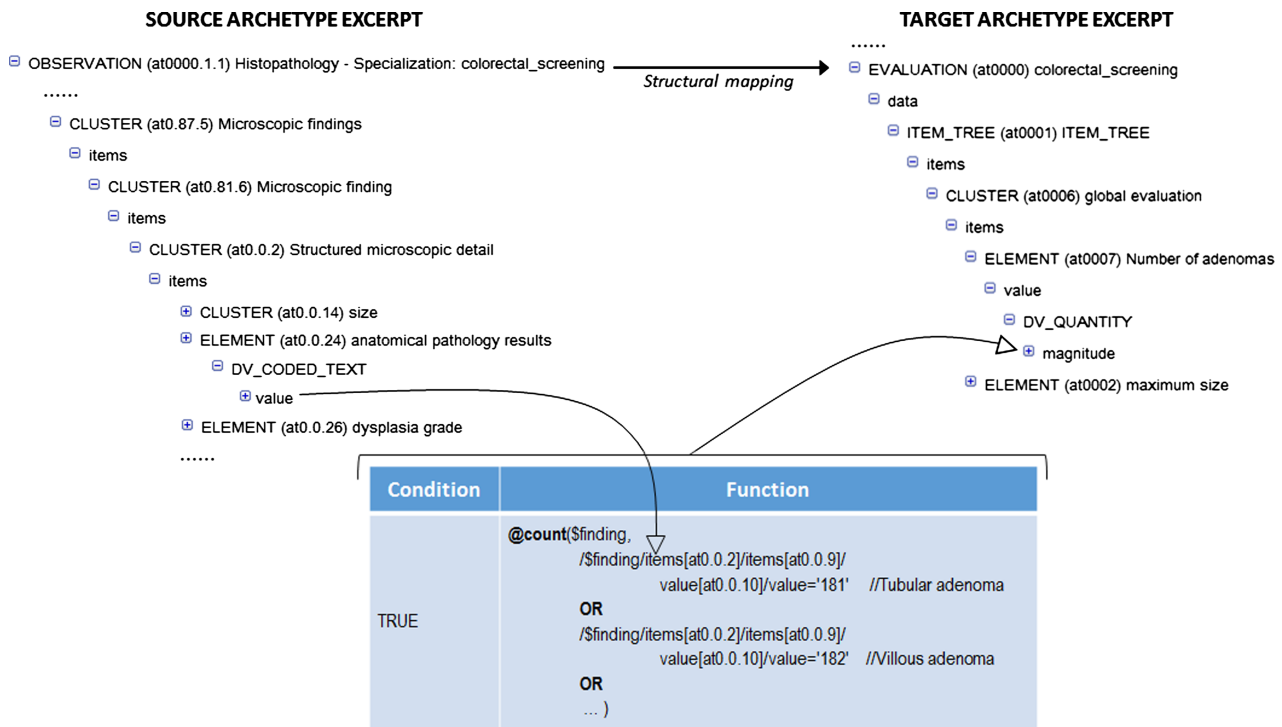 SOURCE ARCHETYPE EXCERPT
OBSERVATION (at0000.1.1) Histopathology - Specialization: colorectal_screening
......
CLUSTER (at0.87.5) Microscopic findings
items
CLUSTER (at0.81.6) Microscopic finding
items
CLUSTER (at0.0.2) Structured microscopic detail
items
CLUSTER (at0.0.14) size
ELEMENT (at0.0.24) anatomical pathology results
DV_CODED_TEXT
value
ELEMENT (at0.0.26) dysplasia grade
......
Structural mapping
TARGET ARCHETYPE EXCERPT
......
EVALUATION (at0000) colorectal_screening
data
ITEM_TREE (at0001) ITEM_TREE
items
CLUSTER (at0006) global evaluation
items
ELEMENT (at0007) Number of adenomas
value
DV_QUANTITY
magnitude
ELEMENT (at0002) maximum size
Condition Function
TRUE
@count($finding,
/$finding/items[at0.0.2]/items[at0.0.9]/
value[at0.0.10]/value='181' //Tubular adenoma
OR
/$finding/items[at0.0.2]/items[at0.0.9]/
value[at0.0.10]/value='182' //Villous adenoma
OR
... )